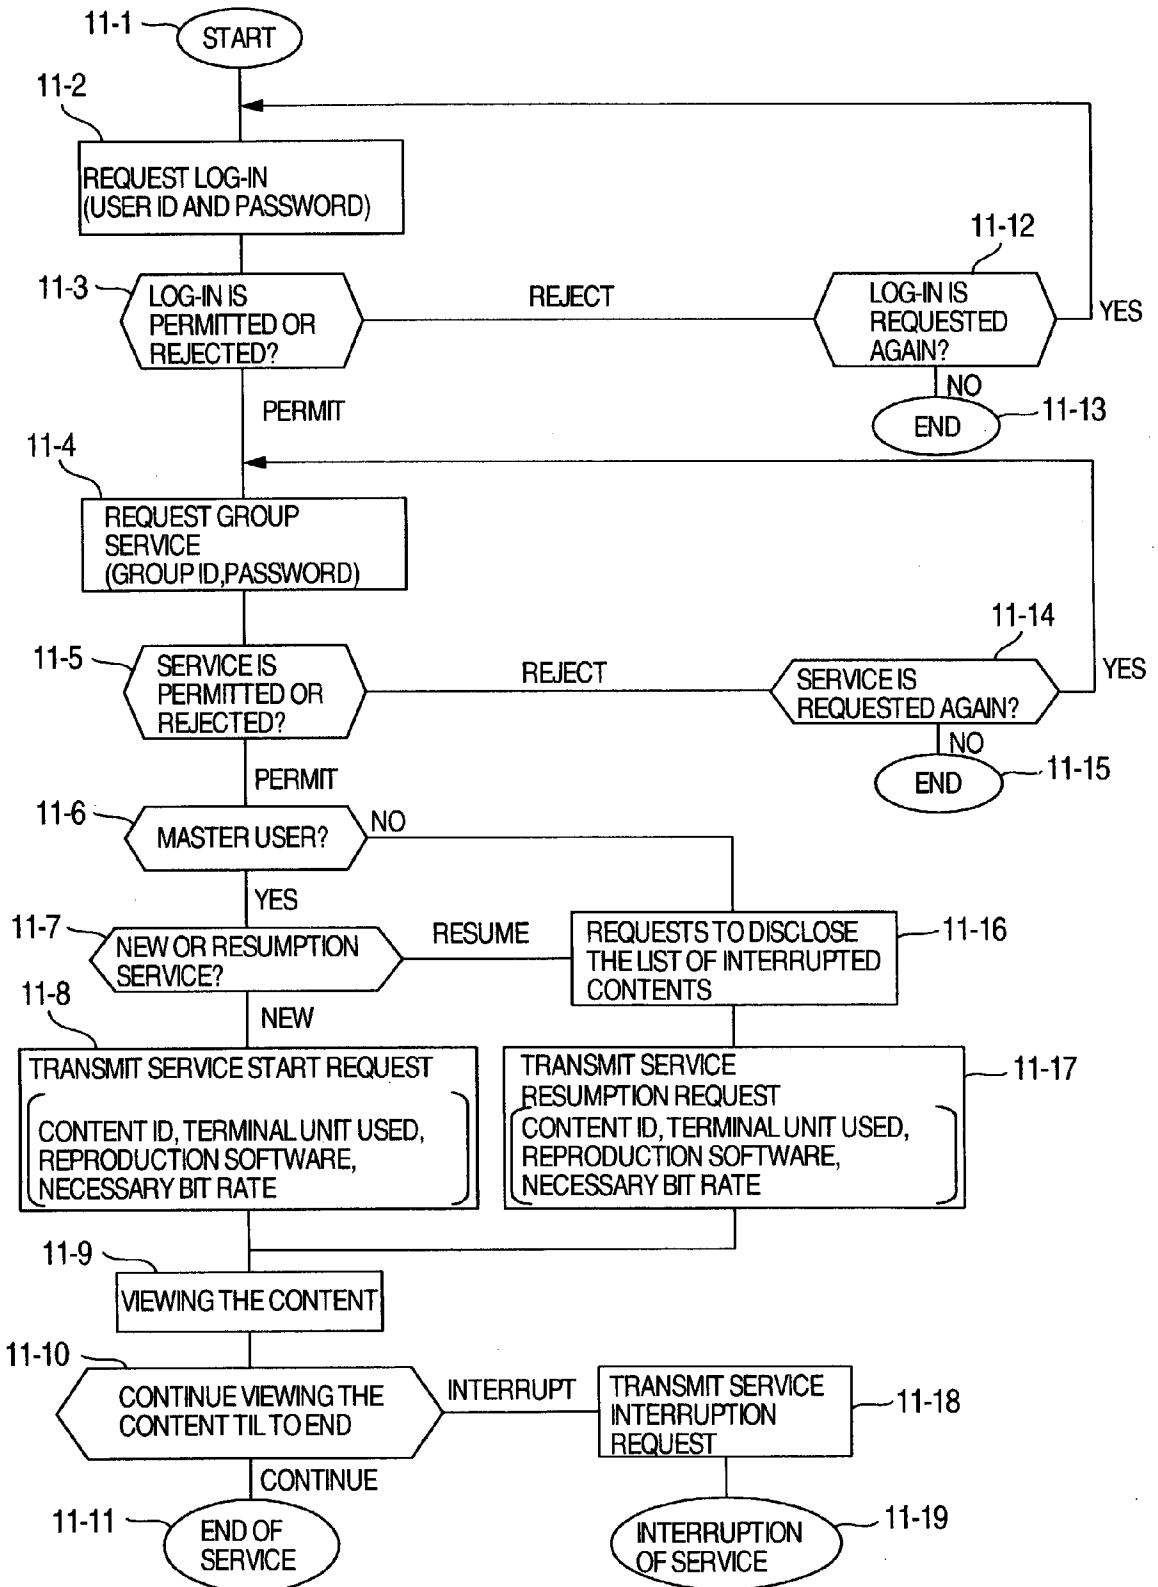 11-1
START
11-2
REQUEST LOG-IN
(USER ID AND PASSWORD)
11-3
LOG-IN IS
PERMITTED OR
REJECTED?
REJECT
11-12
LOG-IN IS
REQUESTED
AGAIN?
YES
NO
11-13
END
PERMIT
11-4
REQUEST GROUP
SERVICE
(GROUP ID,PASSWORD)
11-5
SERVICE IS
PERMITTED OR
REJECTED?
REJECT
11-14
SERVICE IS
REQUESTED AGAIN?
YES
NO
11-15
END
PERMIT
11-6
MASTER USER?
NO
YES
11-7
NEW OR RESUMPTION
SERVICE?
RESUME
REQUESTS TO DISCLOSE
THE LIST OF INTERRUPTED
CONTENTS
11-16
NEW
11-8
TRANSMIT SERVICE START REQUEST
CONTENT ID, TERMINAL UNIT USED,
REPRODUCTION SOFTWARE,
NECESSARY BIT RATE
TRANSMIT SERVICE
RESUMPTION REQUEST
CONTENT ID, TERMINAL UNIT USED,
REPRODUCTION SOFTWARE,
NECESSARY BIT RATE
11-17
11-9
VIEWING THE CONTENT
11-10
CONTINUE VIEWING THE
CONTENT TIL TO END
INTERRUPT
TRANSMIT SERVICE
INTERRUPTION
REQUEST
11-18
CONTINUE
11-11
END OF
SERVICE
INTERRUPTION
OF SERVICE
11-19